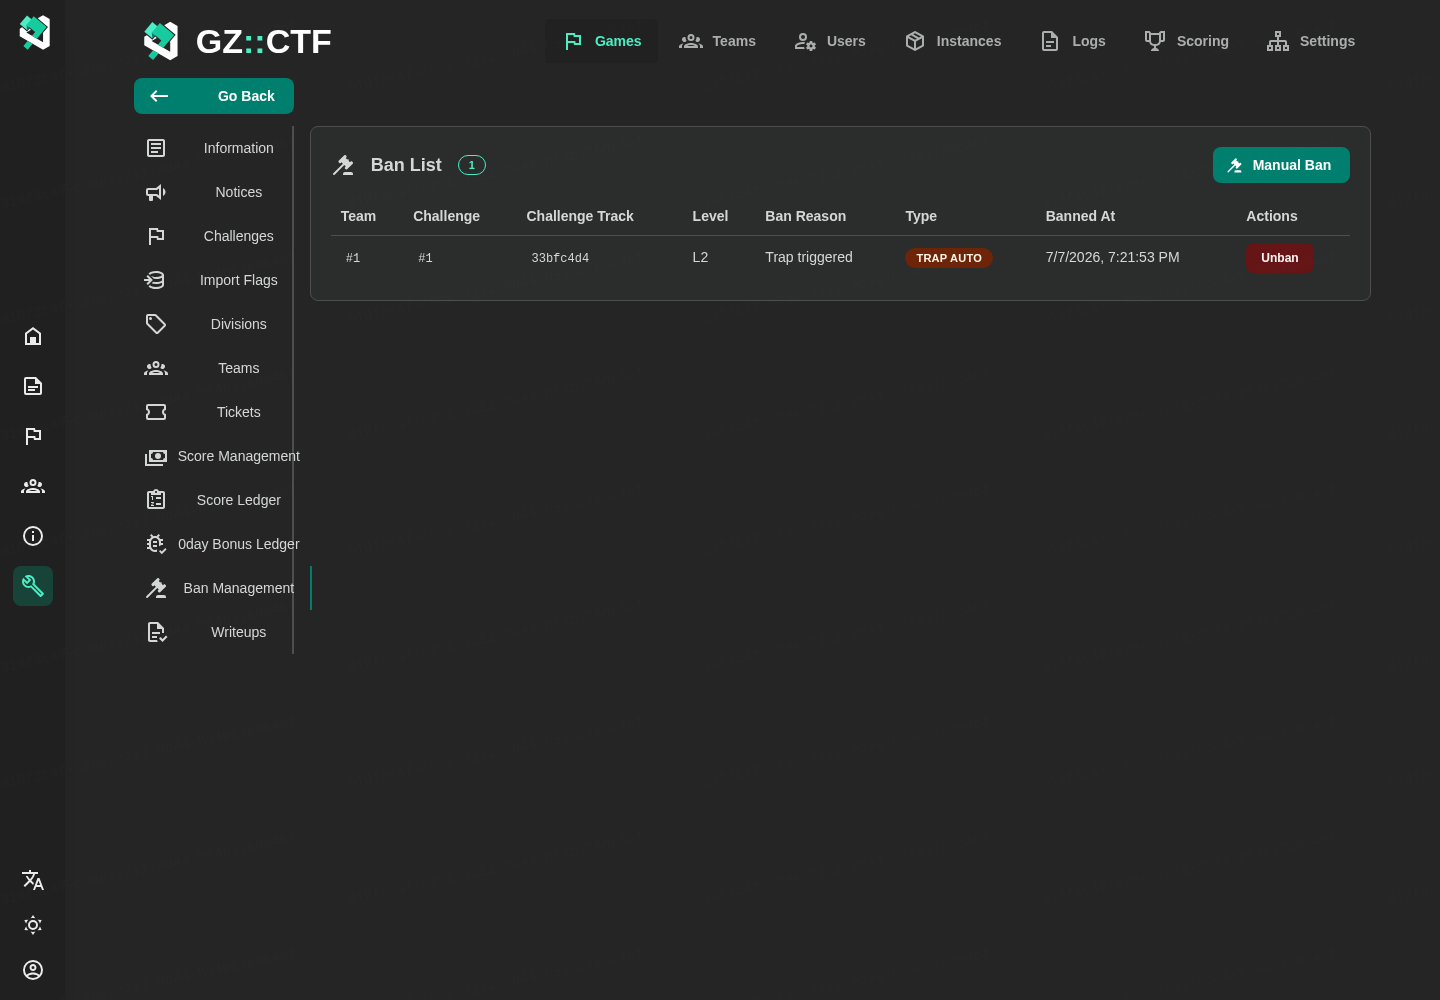 GZ::CTF
Games
Teams
Users
Instances
Logs
Scoring
Settings
Go Back
Information
Notices
Challenges
Import Flags
Divisions
Teams
Tickets
Score Management
Score Ledger
0day Bonus Ledger
Ban Management
Writeups
Ban List 1
Manual Ban
Team Challenge Challenge Track Level Ban Reason Type Banned At Actions
#1 #1 33bfc4d4 L2 Trap triggered TRAP AUTO 7/7/2026, 7:21:53 PM Unban